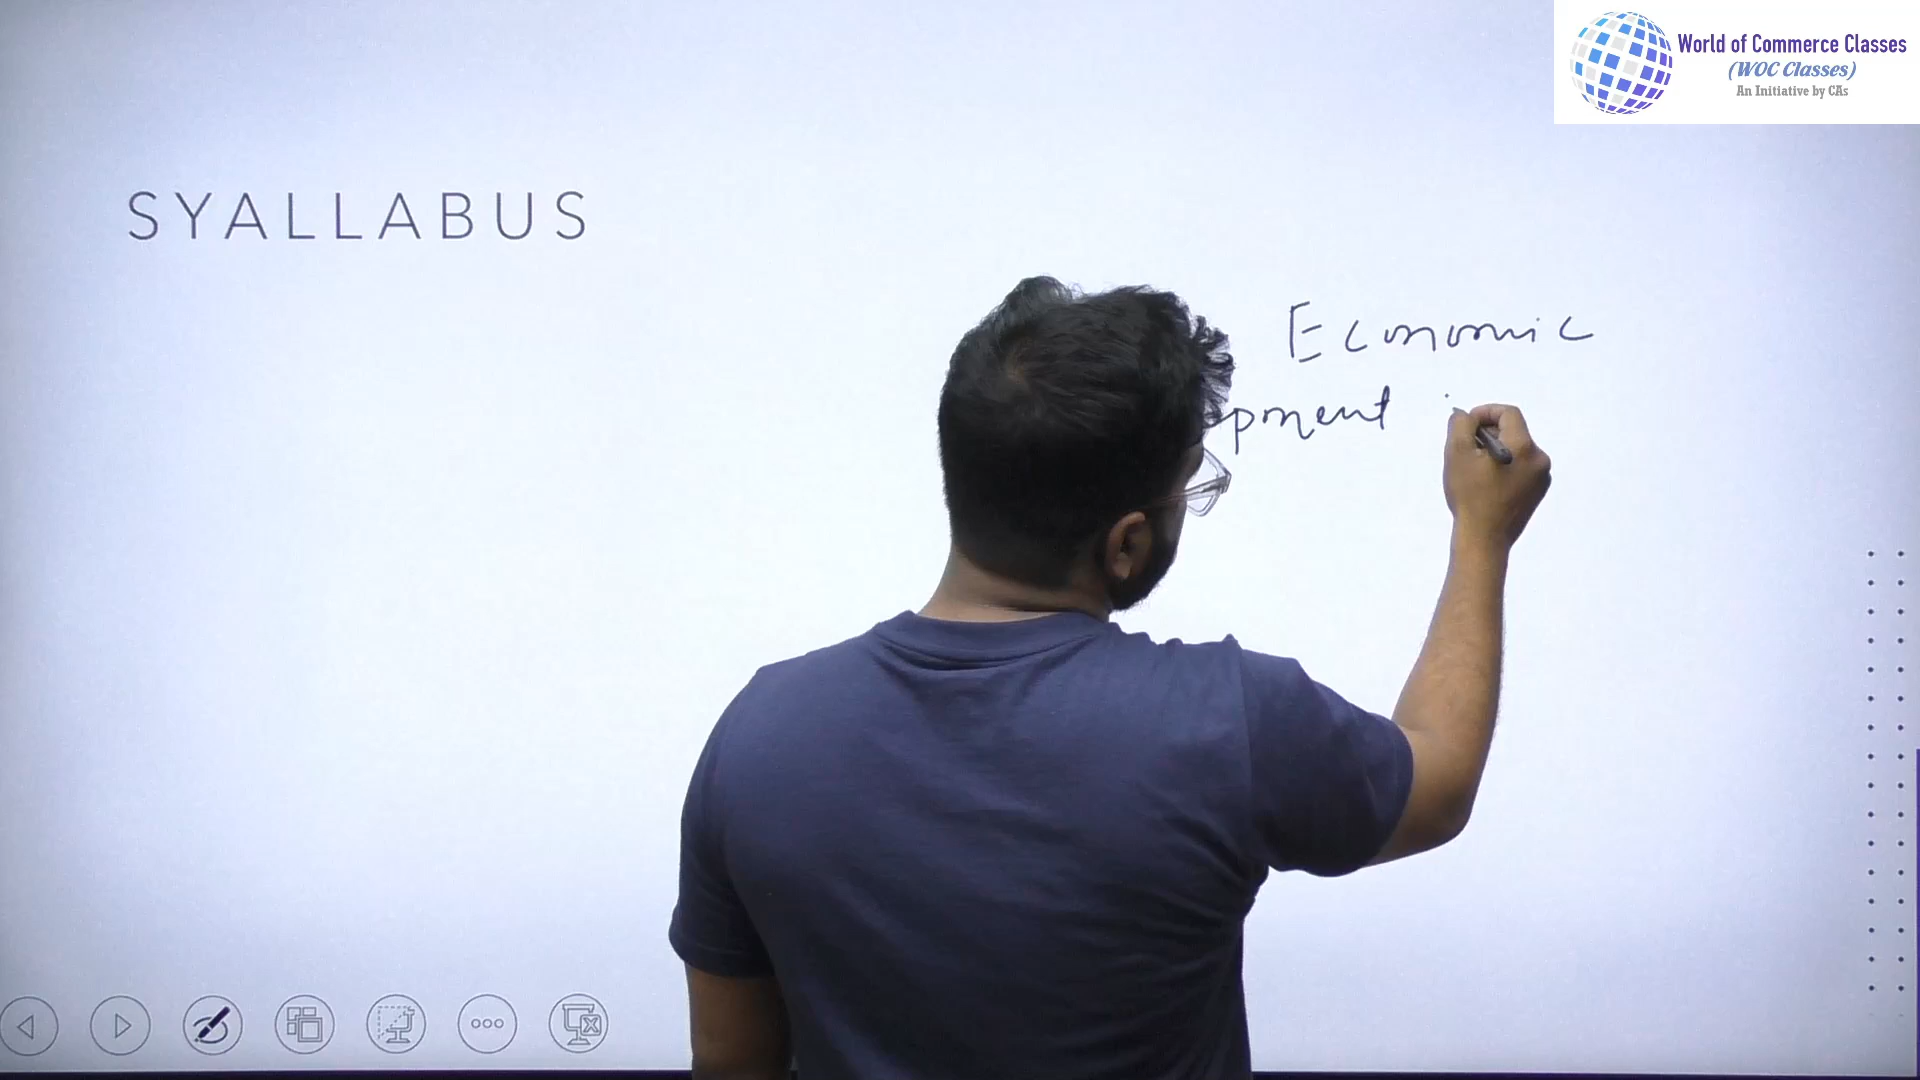 World of Commerce Classes
(WOC Classes)
An Initiative by CAs
SYALLABUS
Economic
pment